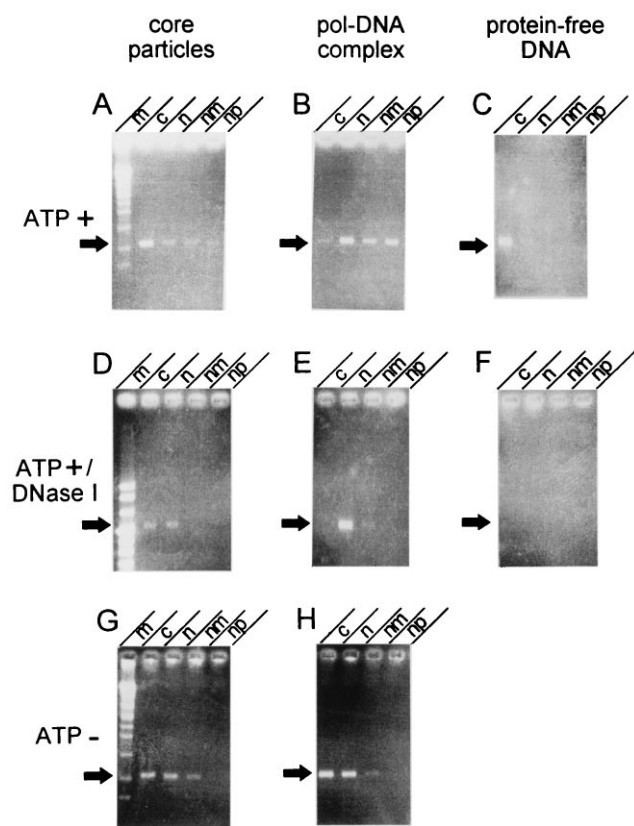 core particles
pol-DNA complex
protein-free DNA
A
m c n nm np
B
c n nm np
C
c n nm np
ATP +
D
m c n nm np
E
c n nm np
F
c n nm np
ATP +/
DNase I
G
m c n nm np
H
c n nm np
ATP -